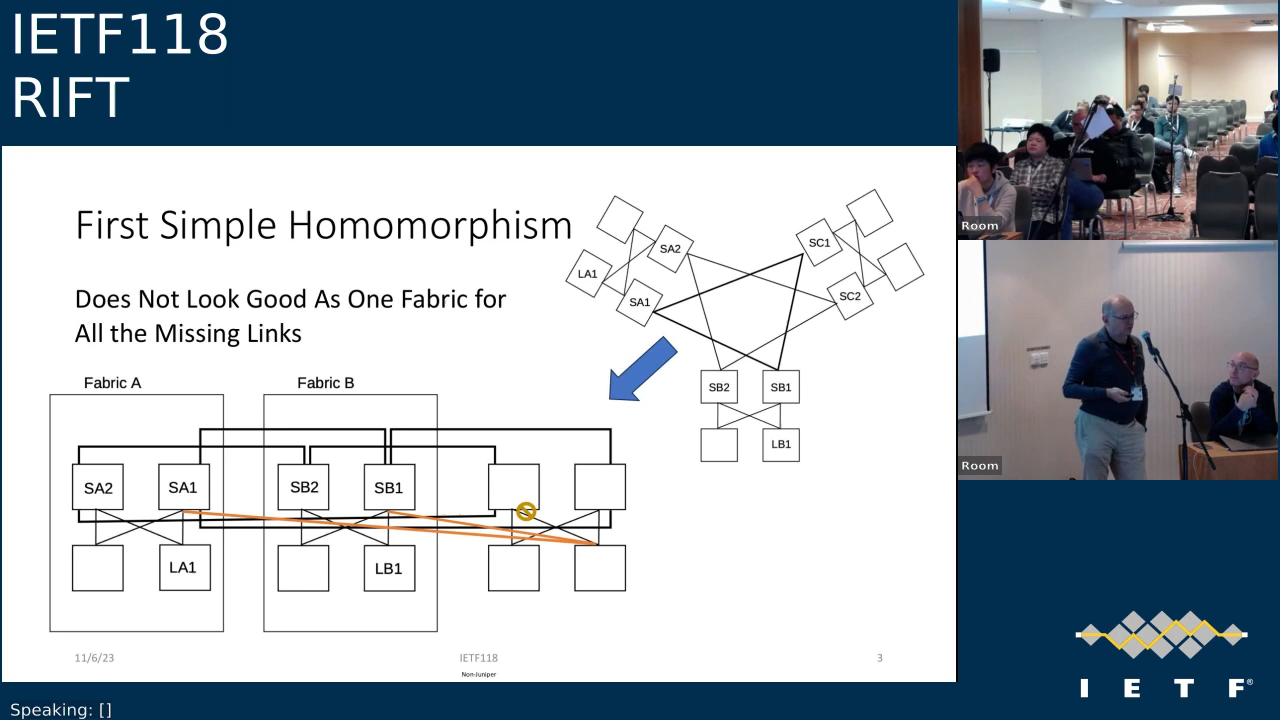 IETF118
RIFT
First Simple Homomorphism
Does Not Look Good As One Fabric for
All the Missing Links
SA2
SC1
LA1
SA1
SC2
SB2
SB1
LB1
Fabric A
Fabric B
SA2
SA1
SB2
SB1
LA1
LB1
11/6/23
IETF118
3
Non-Juniper
Room
Room
I E T F®
Speaking: []